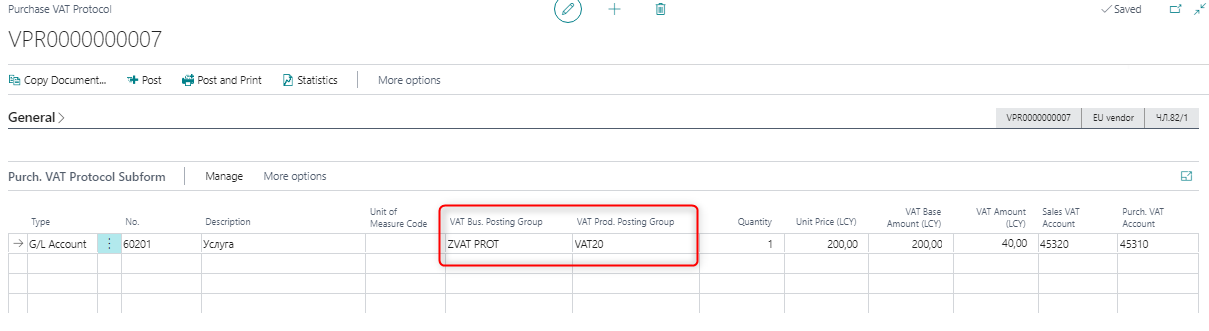 Purchase VAT Protocol
Saved
VPR0000000007
Copy Document...
Post
Post and Print
Statistics
More options
General
VPR0000000007
EU vendor
ЧЛ.82/1
Purch. VAT Protocol Subform
Manage
More options
Type
No.
Description
Unit of
Measure Code
VAT Bus. Posting Group
VAT Prod. Posting Group
Quantity
Unit Price (LCY)
VAT Base
Amount (LCY)
VAT Amount
(LCY)
Sales VAT
Account
Purch. VAT
Account
G/L Account
60201
Услуга
ZVAT PROT
VAT20
1
200,00
200,00
40,00
45320
45310